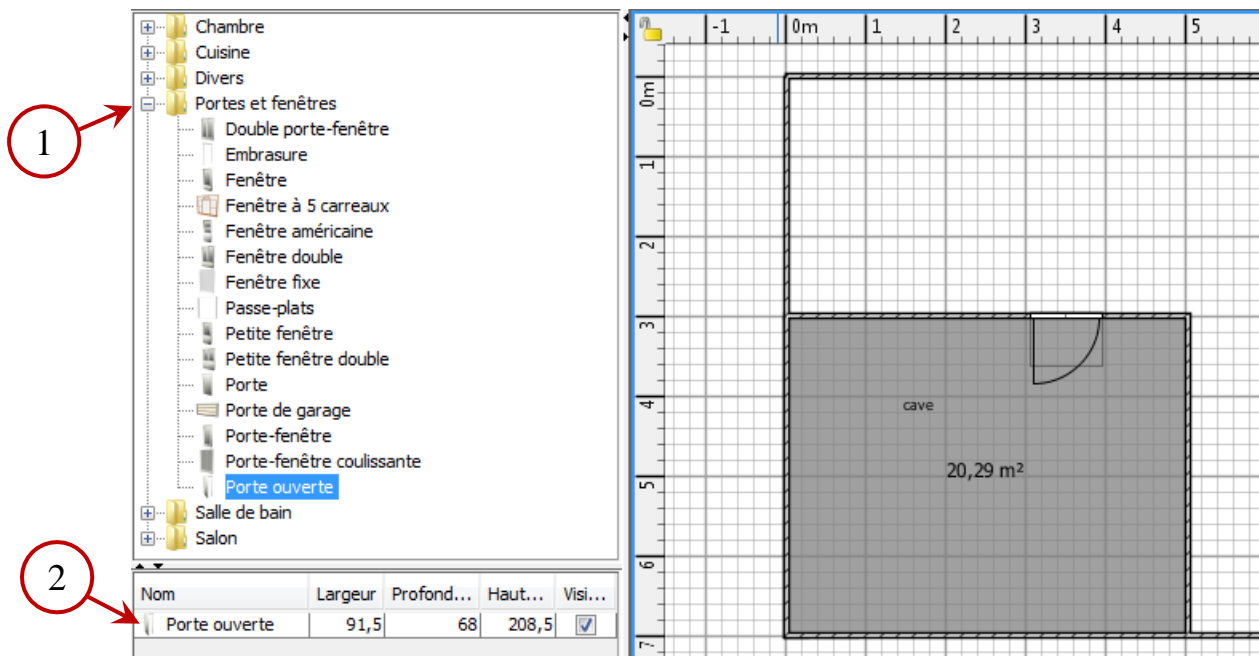 Chambre
Cuisine
Divers
1
Portes et fenêtres
Double porte-fenêtre
Embrasure
Fenêtre
Fenêtre à 5 carreaux
Fenêtre américaine
Fenêtre double
Fenêtre fixe
Passe-plats
Petite fenêtre
Petite fenêtre double
Porte
Porte de garage
Porte-fenêtre
Porte-fenêtre coulissante
Porte ouverte
Salle de bain
Salon
2
Nom Largeur Profond... Haut... Visi...
Porte ouverte 91,5 68 208,5
-1 0m 1 2 3 4 5
0m
1
2
3
4
5
6
7
cave
20,29 m²